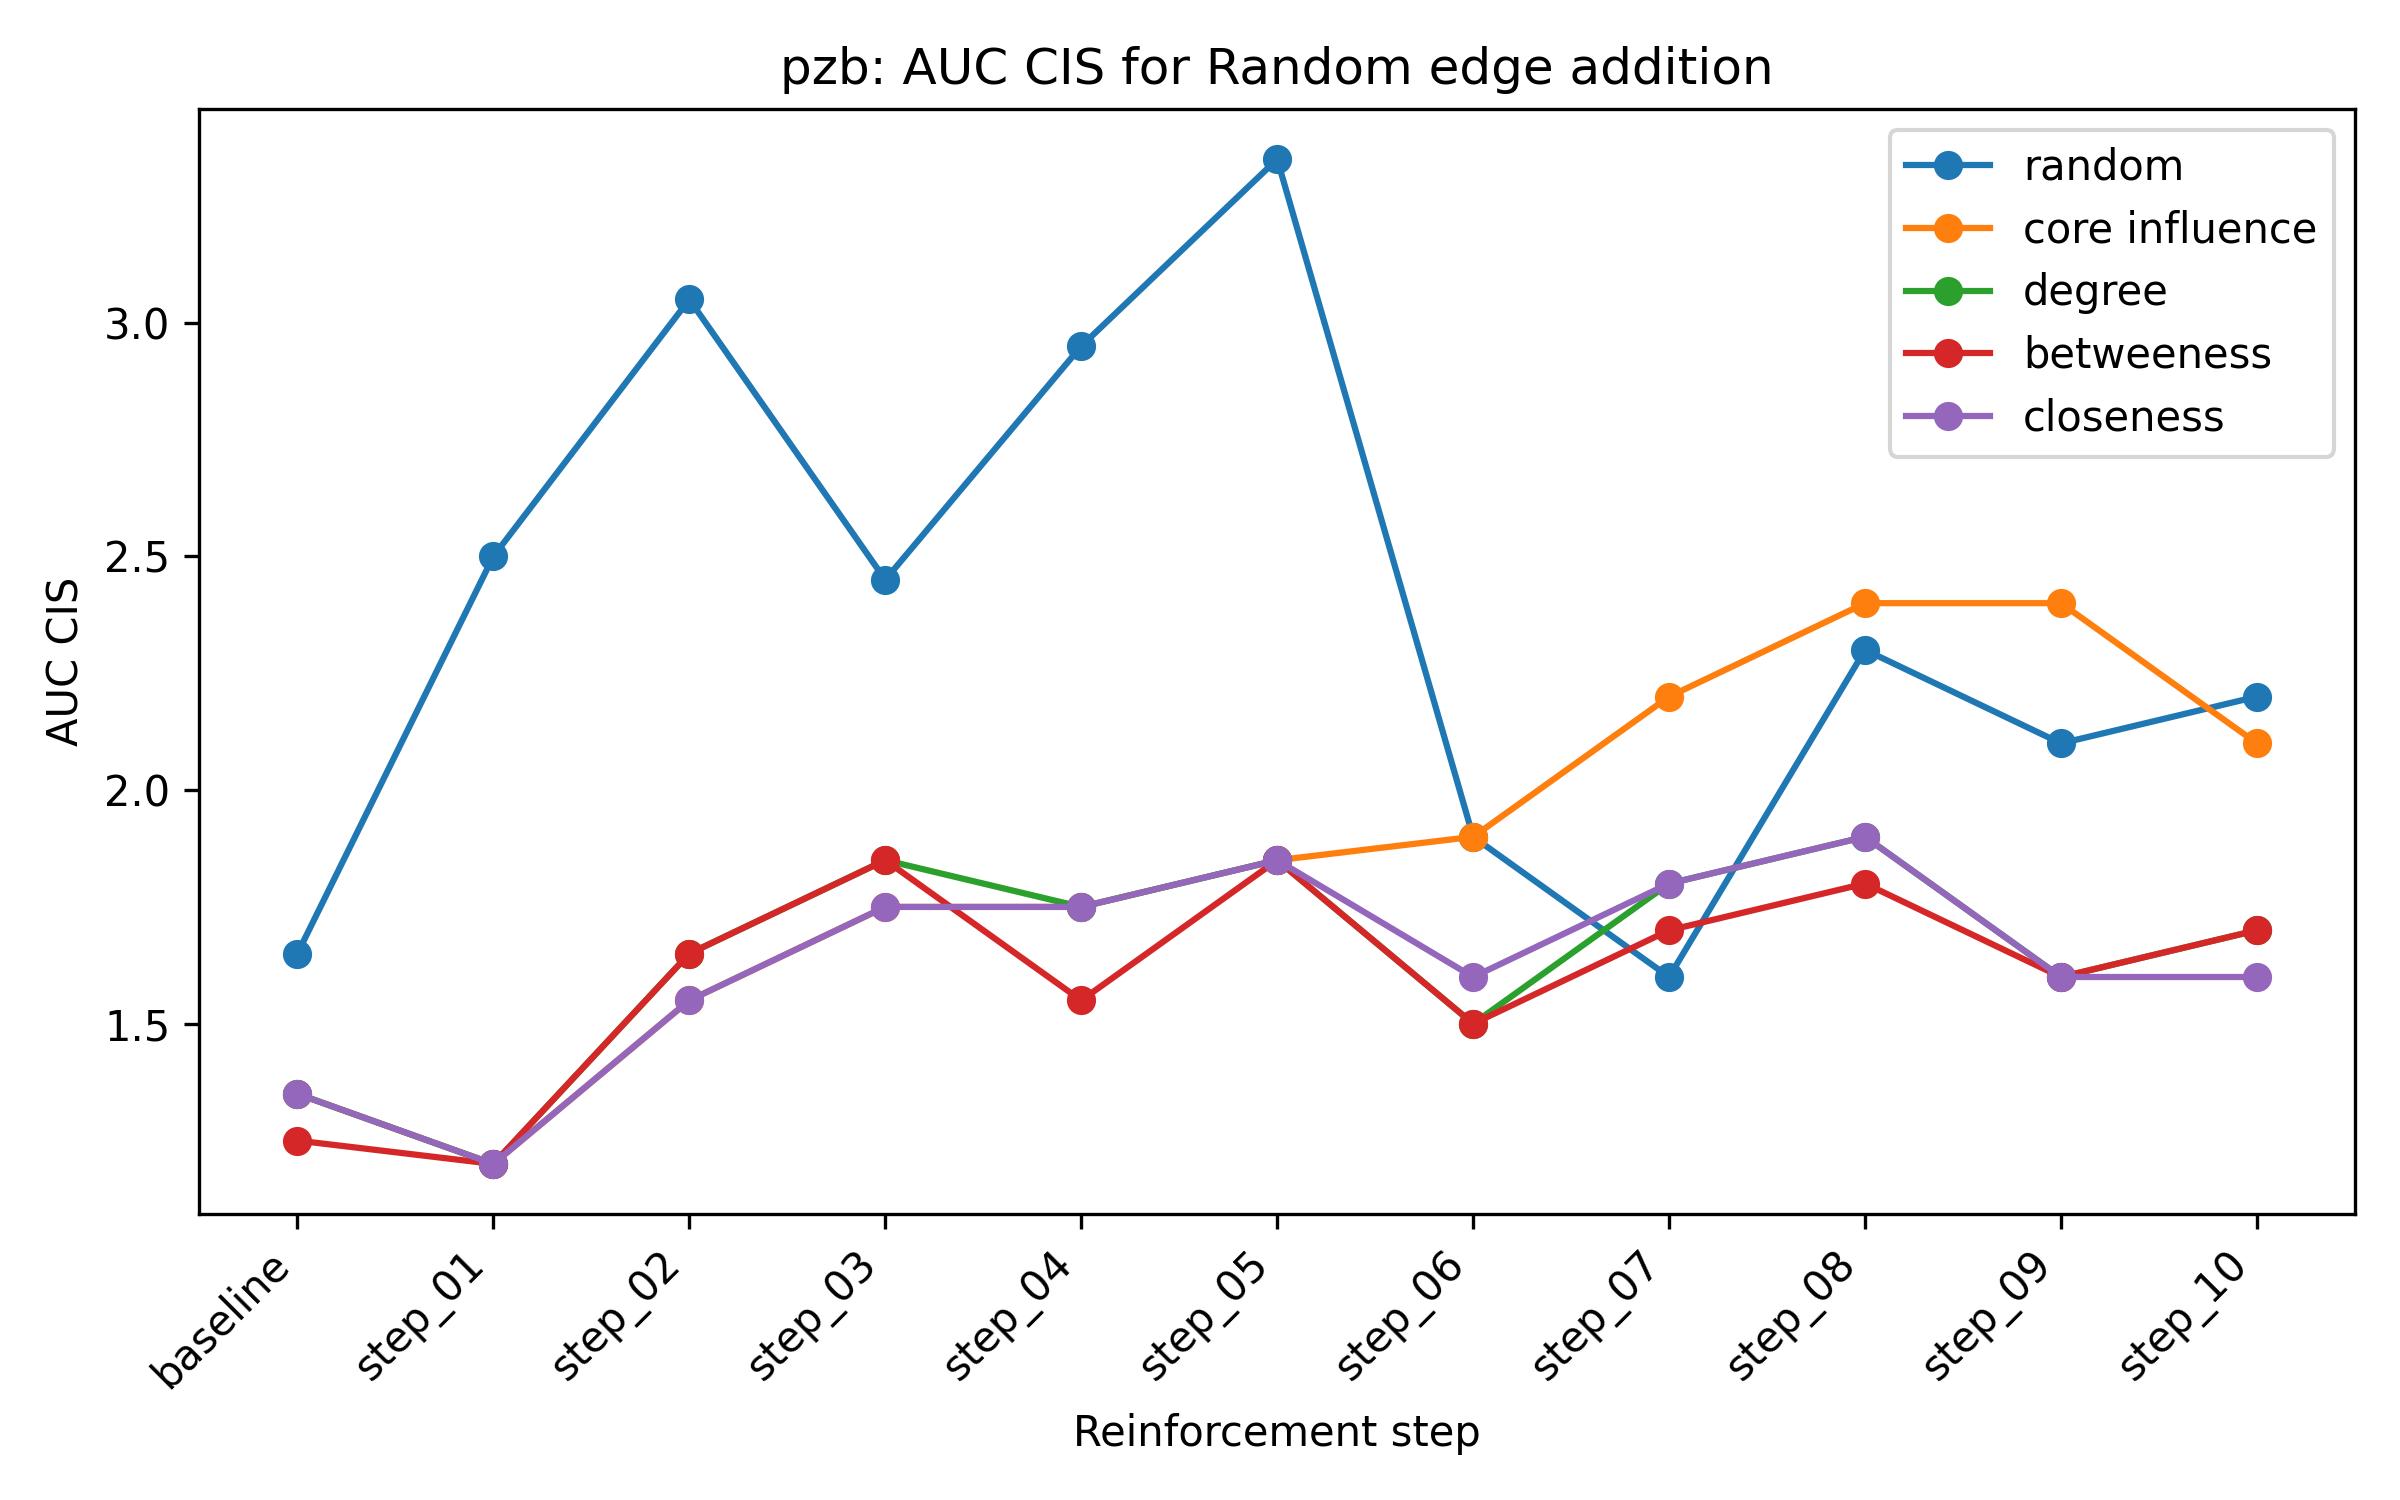 pzb: AUC CIS for Random edge addition
random
core influence
degree
betweeness
closeness
AUC CIS
3.0
2.5
2.0
1.5
baseline
step_01
step_02
step_03
step_04
step_05
step_06
step_07
step_08
step_09
step_10
Reinforcement step